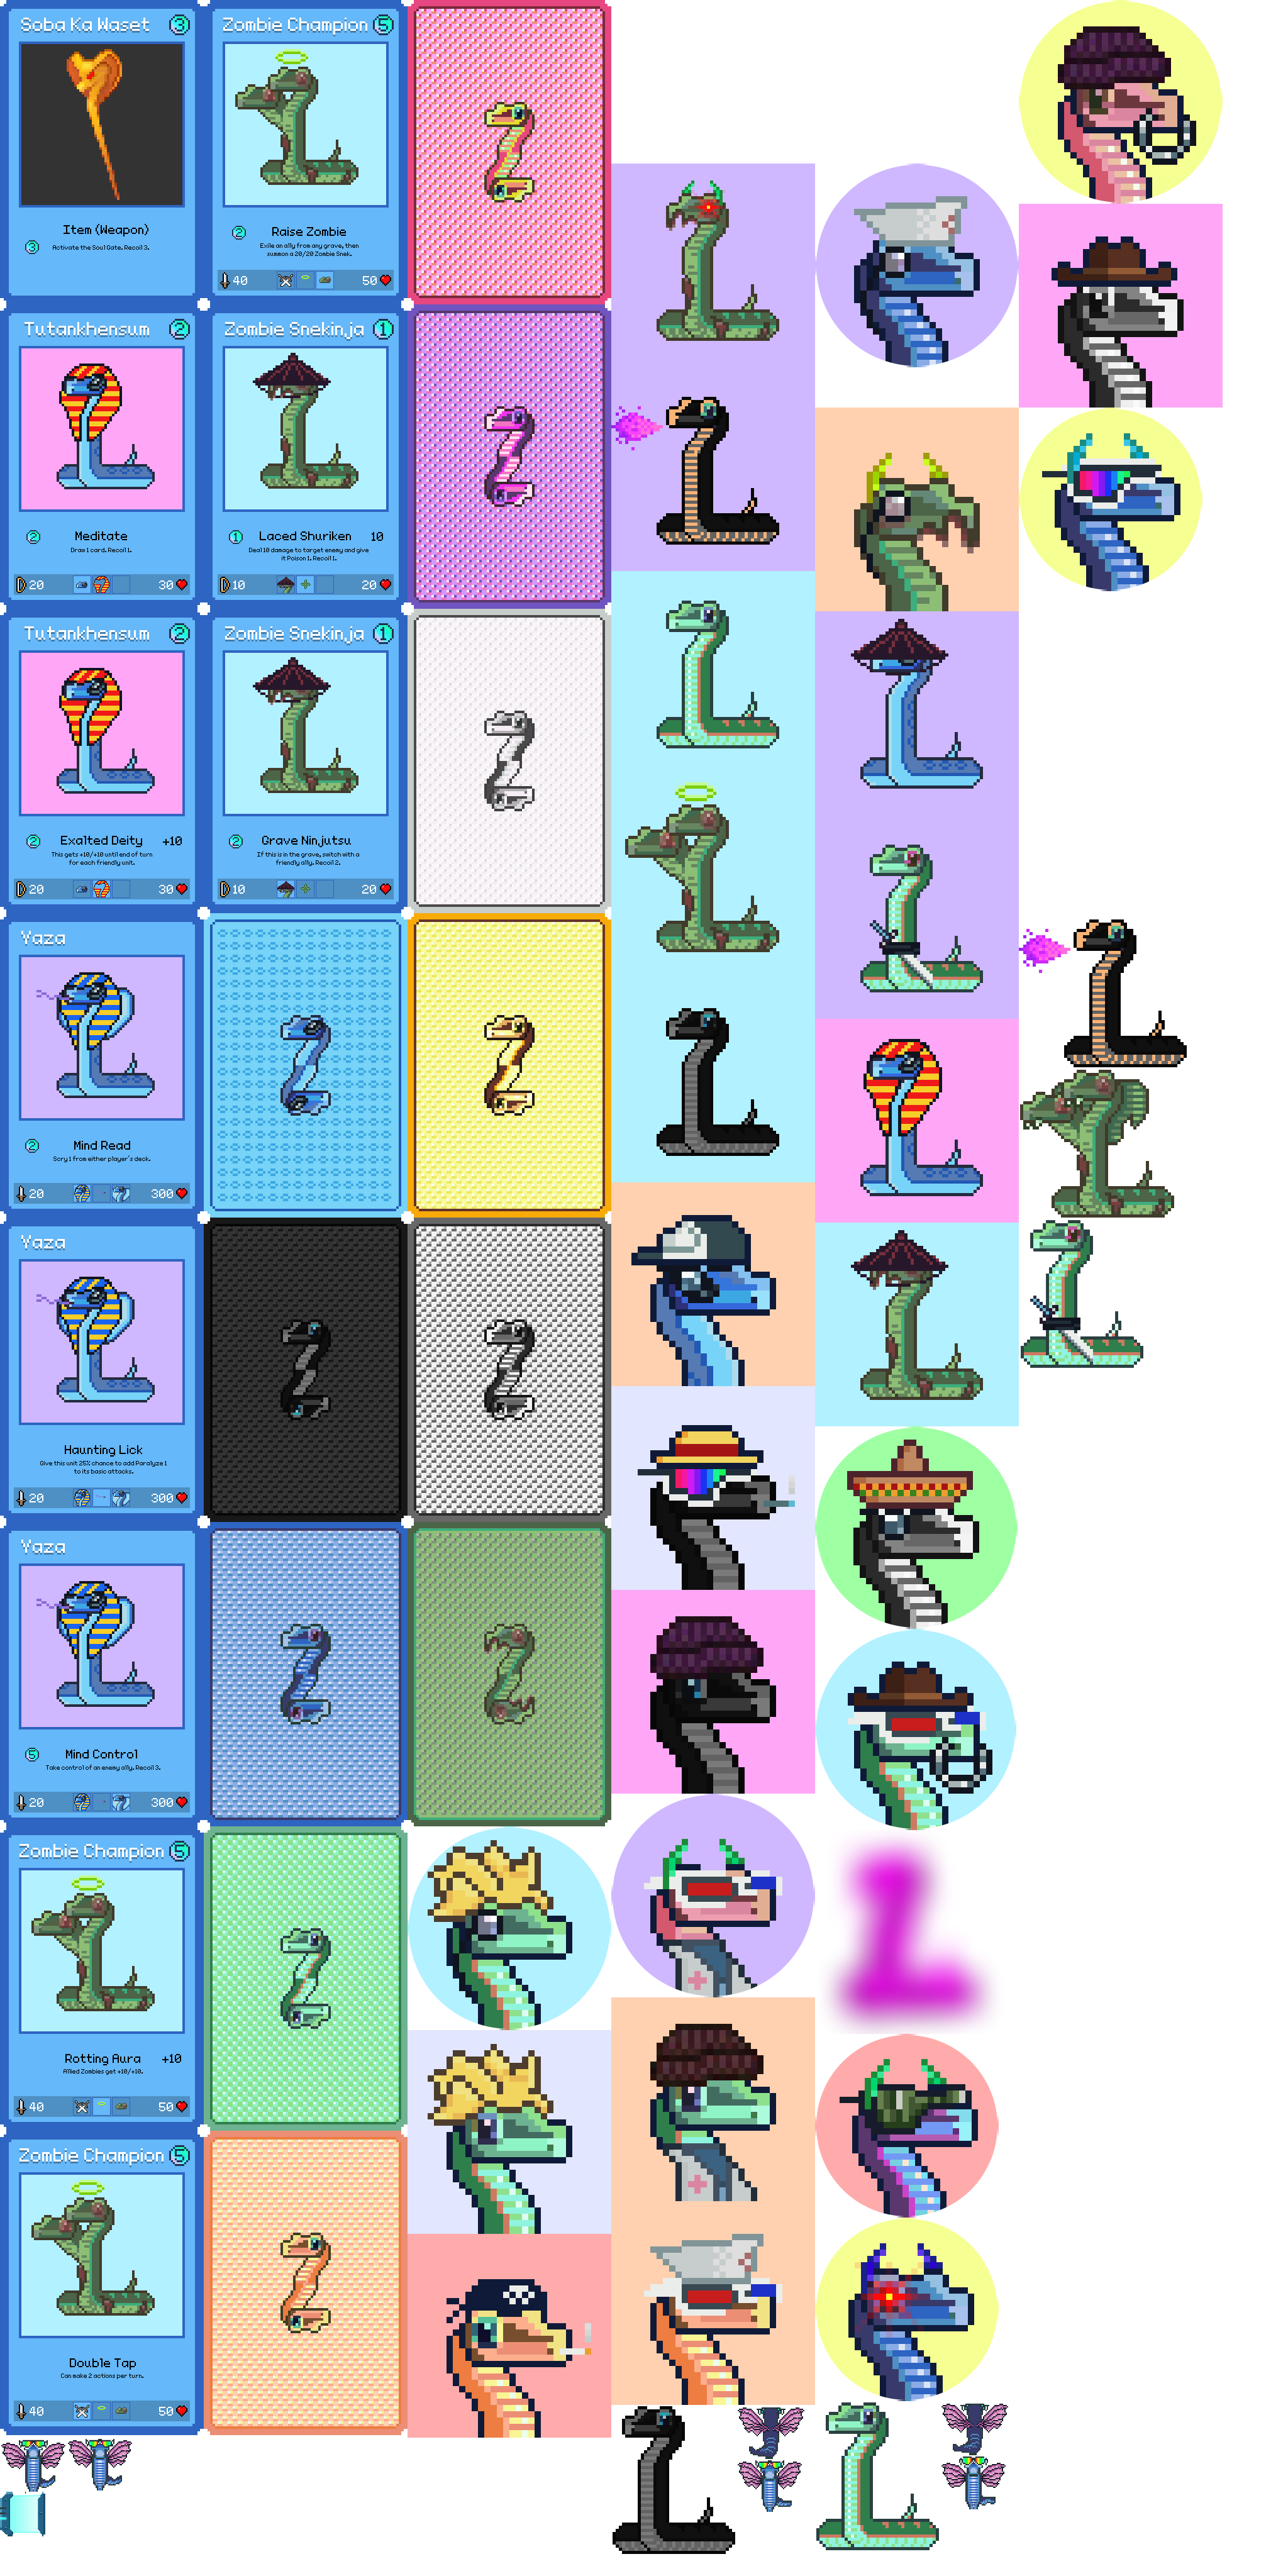 Soba Ka Waset 3
Item (Weapon)
3 Activate the Soul Gate. Recoil 3.
Zombie Champion 5
2 Raise Zombie
Exile an ally from any grave, then
summon a 20/20 Zombie Snek.
40 50
Tutankhensum 2
2 Meditate
Draw 1 card. Recoil 1.
20 30
Zombie Snekinja 1
1 Laced Shuriken 10
Deal 10 damage to target enemy and give
it Poison 1. Recoil 1.
10 20
Tutankhensum 2
2 Exalted Deity +10
This gets +10/+10 until end of turn
for each friendly unit.
20 30
Zombie Snekinja 1
2 Grave Ninjutsu
If this is in the grave, switch with a
friendly ally. Recoil 2.
10 20
Yaza
2 Mind Read
Scry 1 from either player's deck.
20 300
Yaza
Haunting Lick
Give this unit 25% chance to add Paralyze 1
to its basic attacks.
20 300
Yaza
5 Mind Control
Take control of an enemy ally. Recoil 3.
20 300
Zombie Champion 5
Rotting Aura +10
Allied Zombies get +10/+10.
40 50
Zombie Champion 5
Double Tap
Can make 2 actions per turn.
40 50